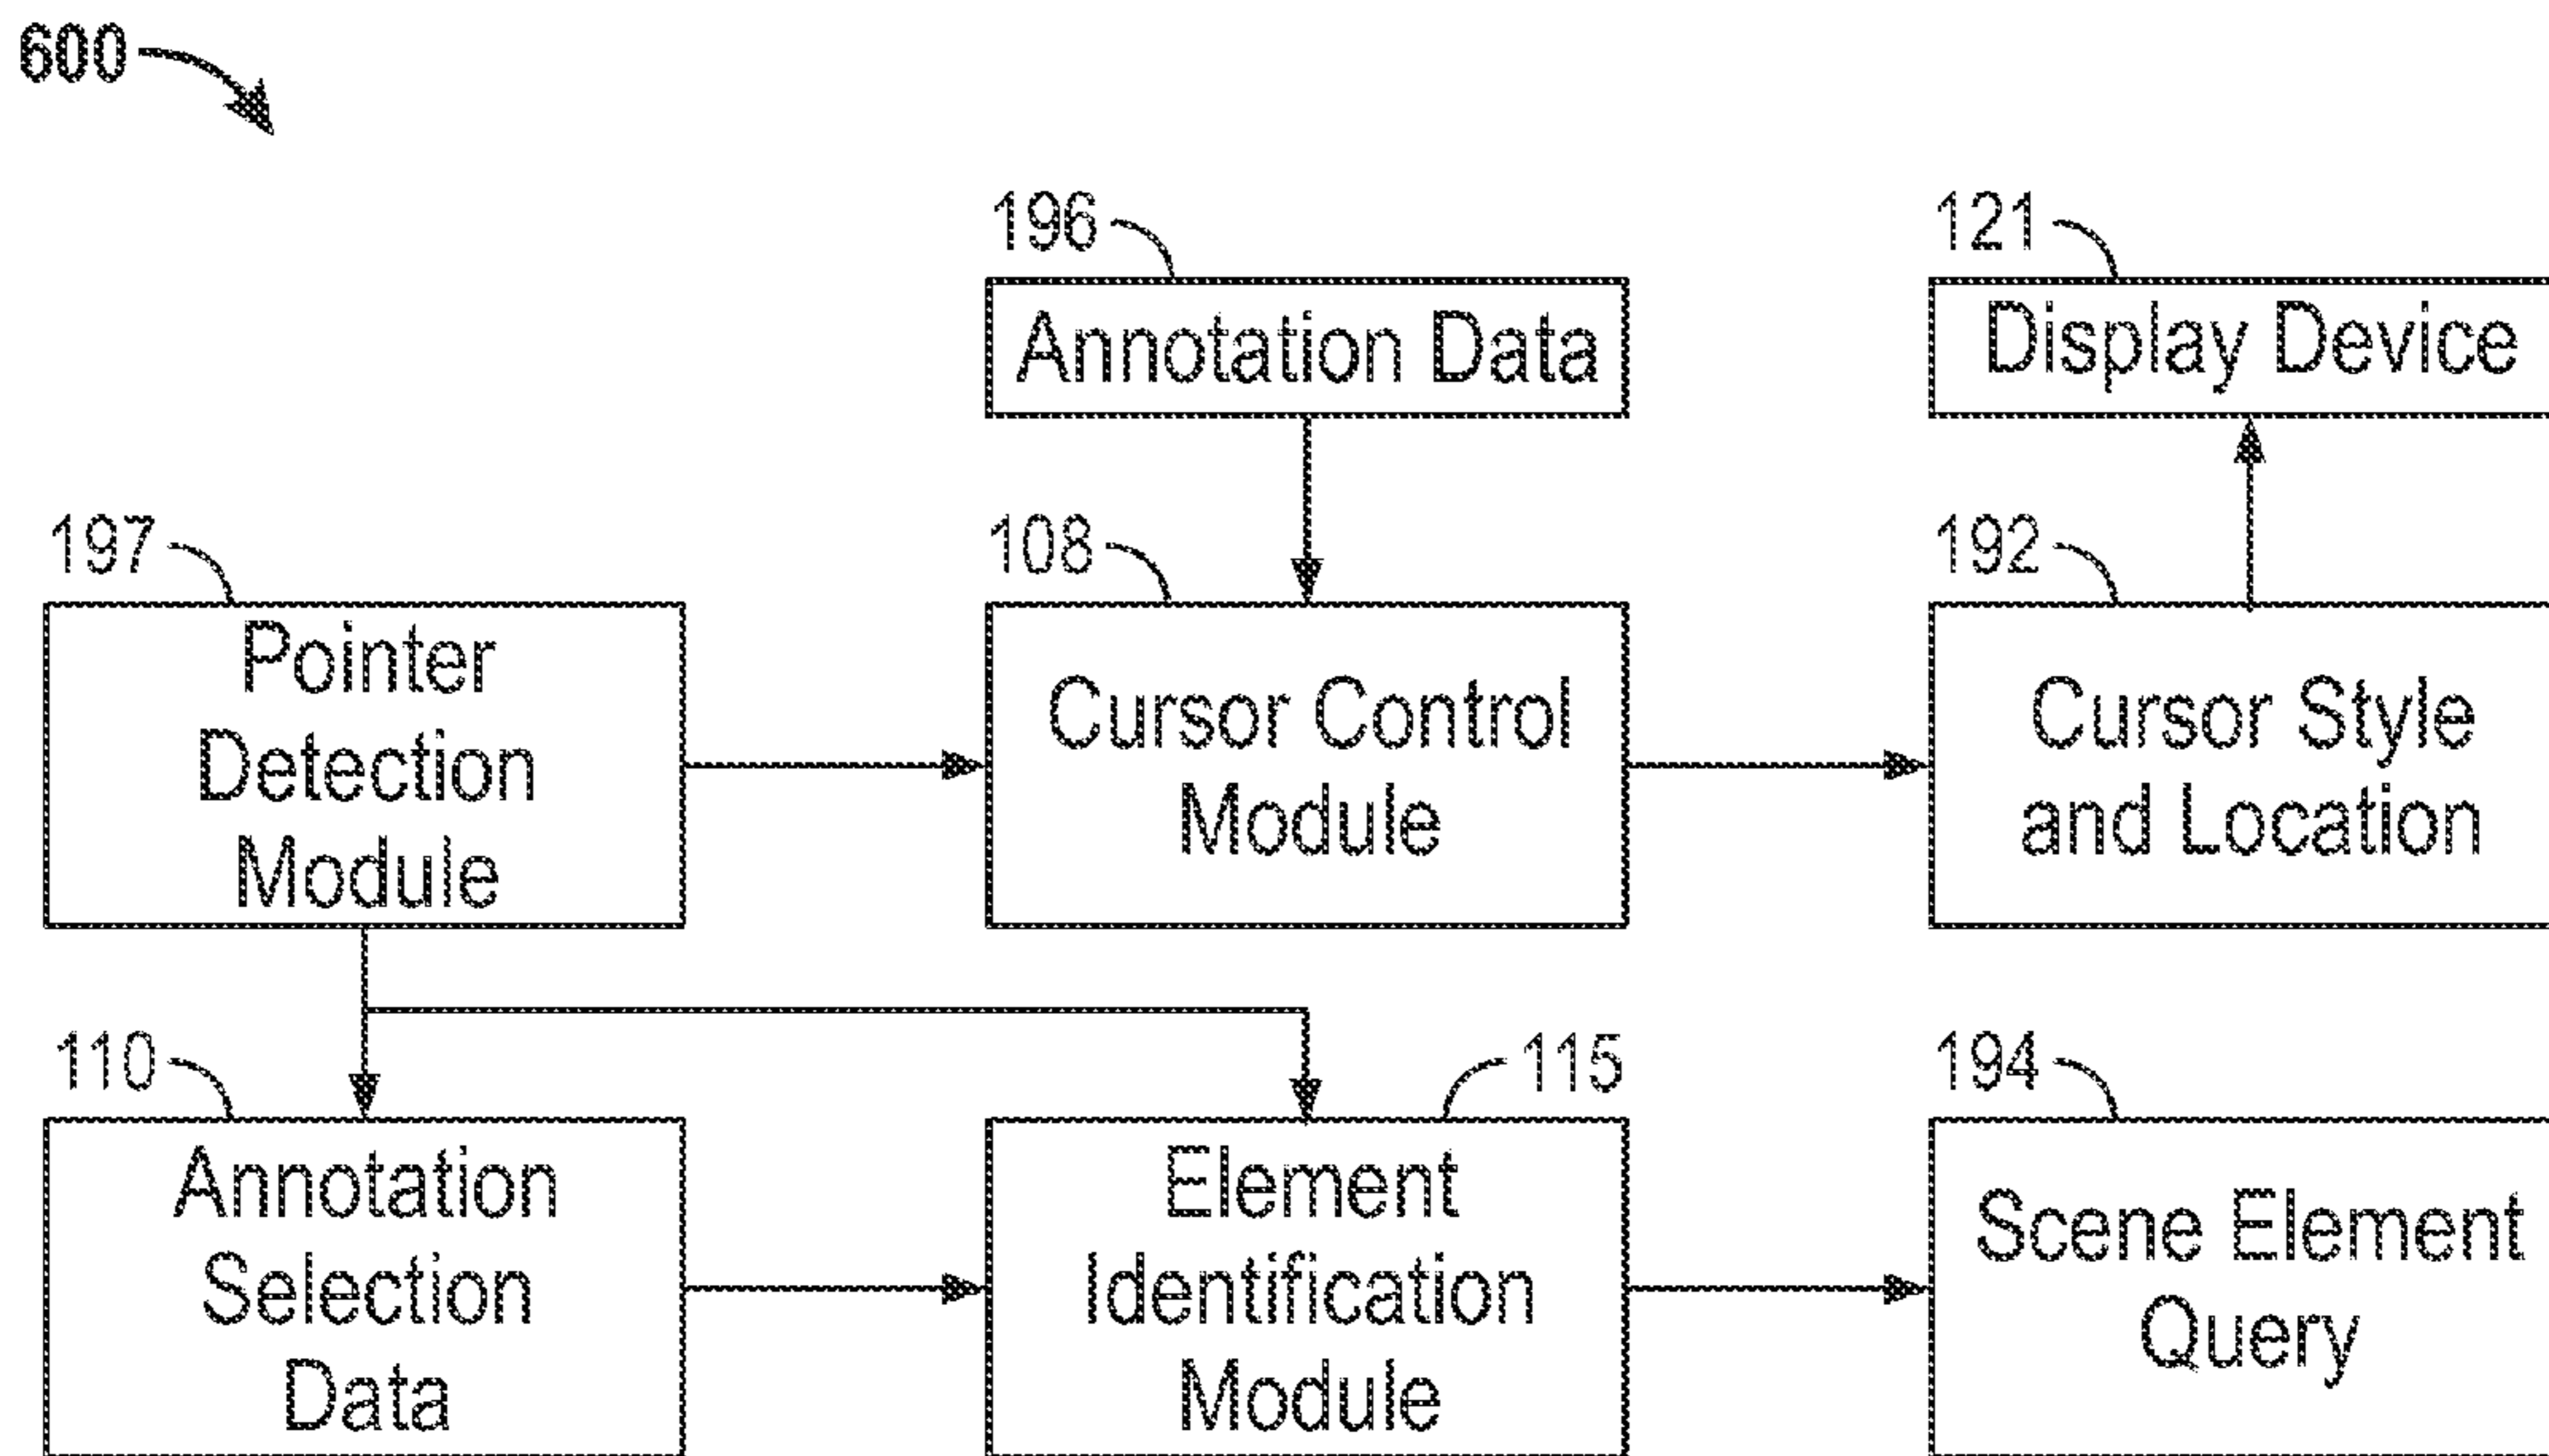 600
196
121
Annotation Data
Display Device
197
108
192
Pointer
Detection
Module
Cursor Control
Module
Cursor Style
and Location
110
115
194
Annotation
Selection
Data
Element
Identification
Module
Scene Element
Query